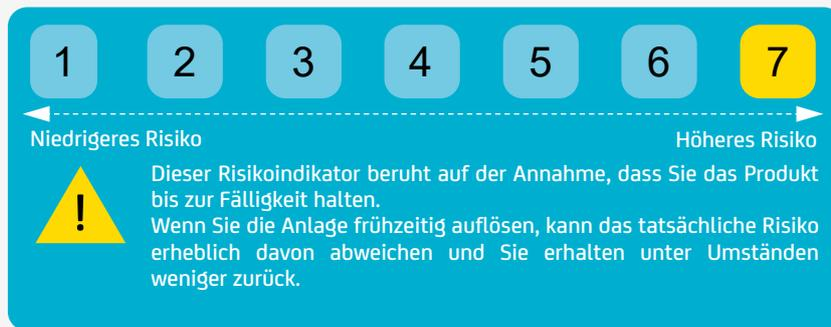 1 2 3 4 5 6 7
Niedrigeres Risiko Höheres Risiko
Dieser Risikoindikator beruht auf der Annahme, dass Sie das Produkt
bis zur Fälligkeit halten.
!
Wenn Sie die Anlage frühzeitig auflösen, kann das tatsächliche Risiko
erheblich davon abweichen und Sie erhalten unter Umständen
weniger zurück.